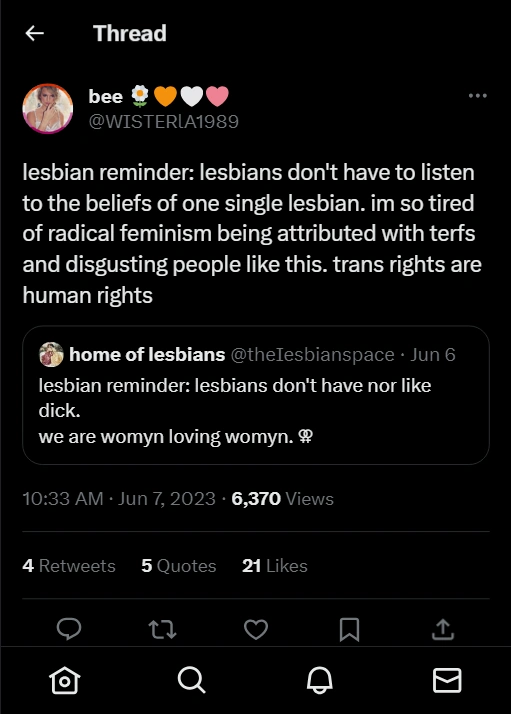 Thread
bee 🌼🧡🤍🩷
@WISTERlA1989
lesbian reminder: lesbians don't have to listen
to the beliefs of one single lesbian. im so tired
of radical feminism being attributed with terfs
and disgusting people like this. trans rights are
human rights
home of lesbians @theIesbianspace · Jun 6
lesbian reminder: lesbians don't have nor like
dick.
we are womyn loving womyn. ⚢
10:33 AM · Jun 7, 2023 · 6,370 Views
4 Retweets 5 Quotes 21 Likes